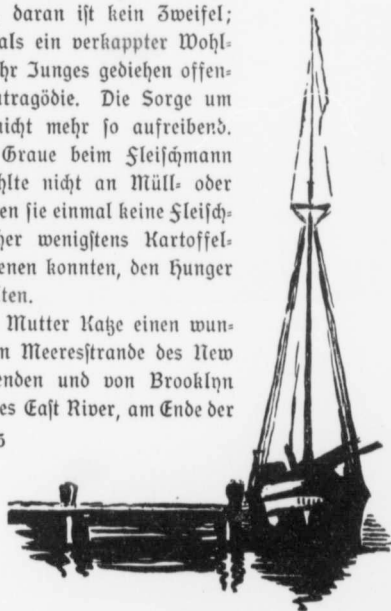 daran ist kein Zweifel;
als ein verkappter Wohl=
hr Junges gediehen offen=
tragödie. Die Sorge um
nicht mehr so aufreibend.
Graue beim Fleischmann
hlte nicht an Müll= oder
en sie einmal keine Fleisch=
her wenigstens Kartoffel=
enen konnten, den Hunger
ten.
Mutter Katze einen wun=
n Meeresstrande des New
enden und von Brooklyn
es East River, am Ende der